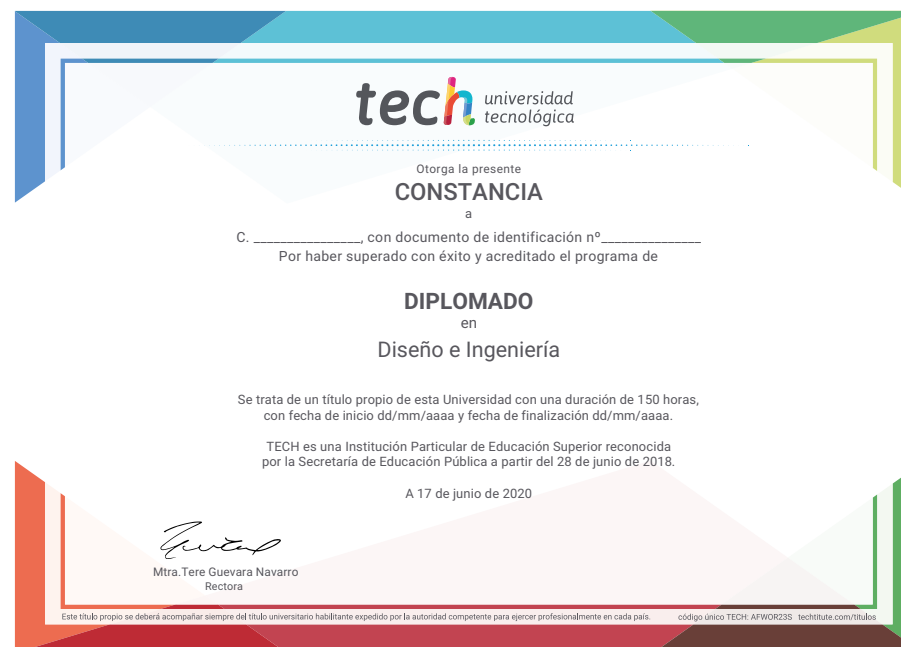 tech universidad
tecnológica
Otorga la presente
CONSTANCIA
a
C. ________________, con documento de identificación nº_______________
Por haber superado con éxito y acreditado el programa de
DIPLOMADO
en
Diseño e Ingeniería
Se trata de un título propio de esta Universidad con una duración de 150 horas,
con fecha de inicio dd/mm/aaaa y fecha de finalización dd/mm/aaaa.
TECH es una Institución Particular de Educación Superior reconocida
por la Secretaría de Educación Pública a partir del 28 de junio de 2018.
A 17 de junio de 2020
Mtra.Tere Guevara Navarro
Rectora
Este título propio se deberá acompañar siempre del título universitario habilitante expedido por la autoridad competente para ejercer profesionalmente en cada país. código único TECH: AFWOR23S techtitute.com/titulos